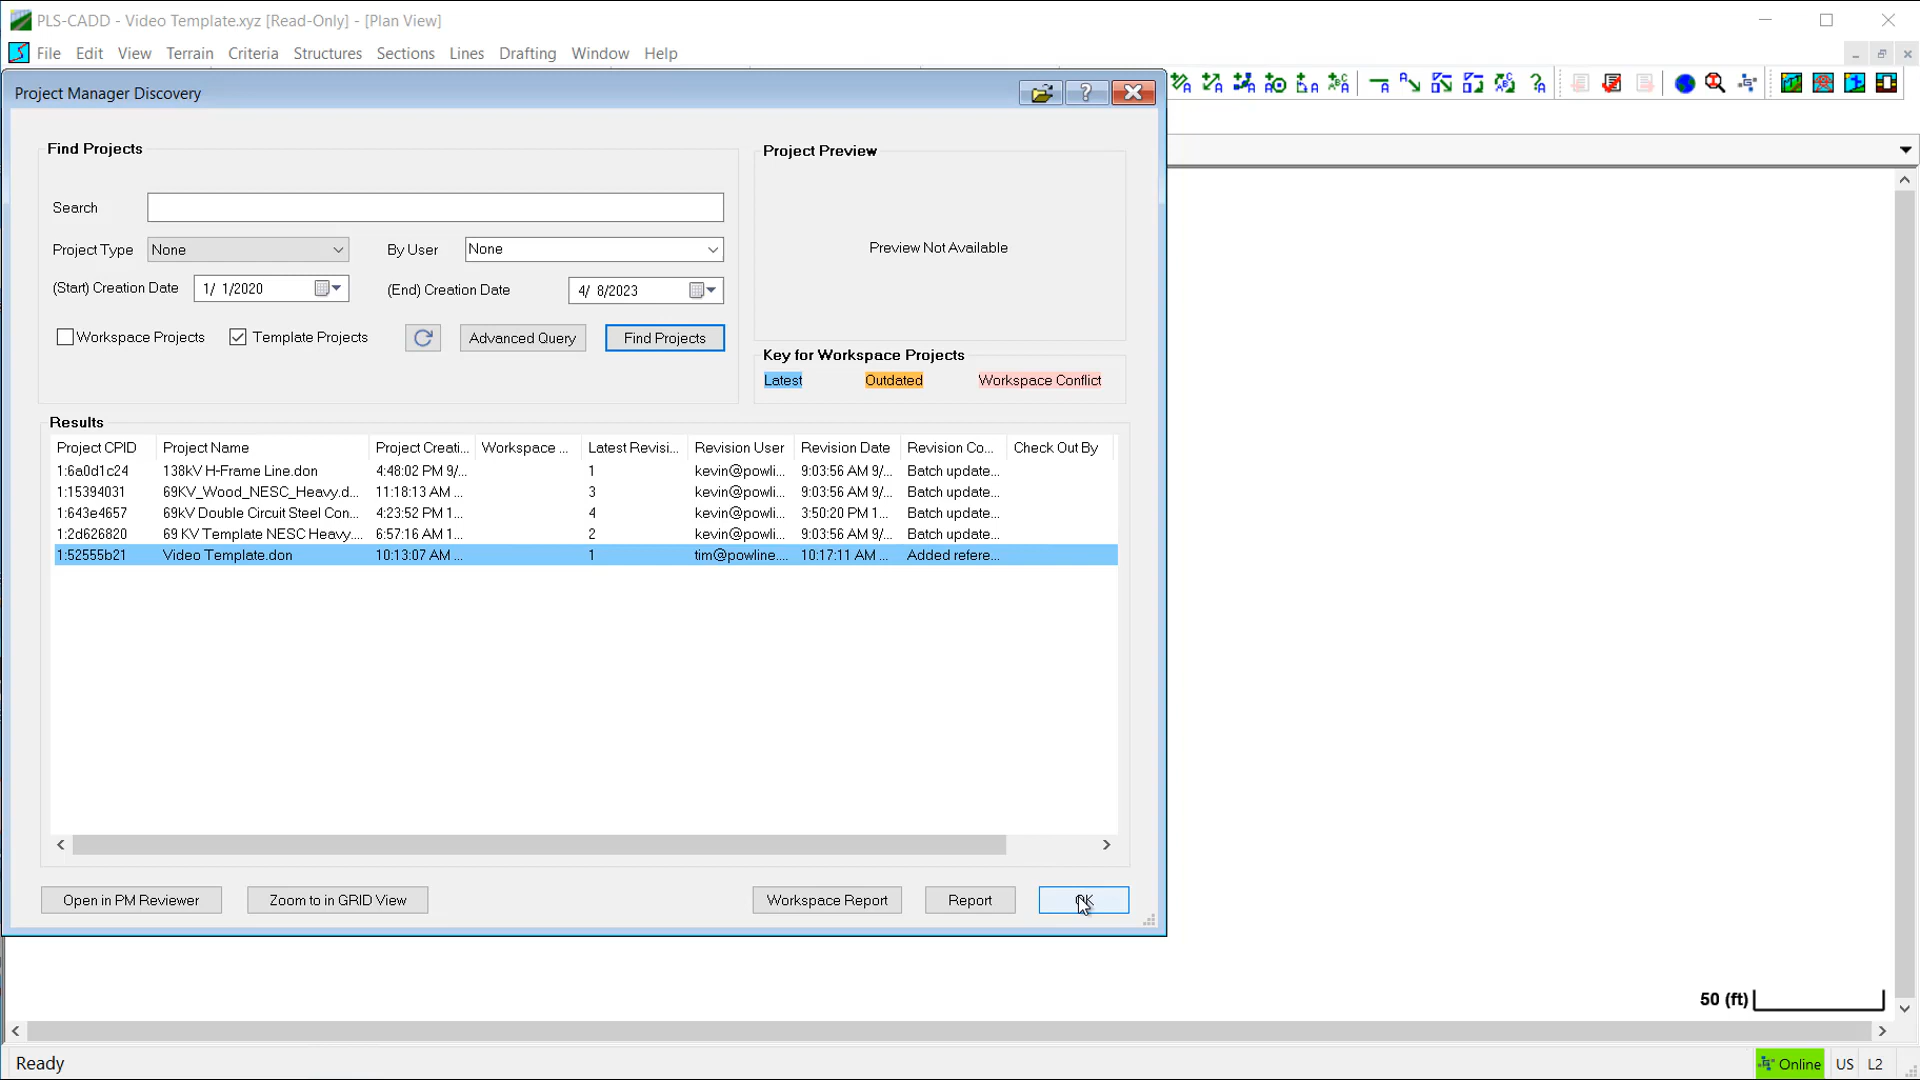 PLS-CADD - Video Template.xyz [Read-Only] - [Plan View]
File Edit View Terrain Criteria Structures Sections Lines Drafting Window Help
Project Manager Discovery
Find Projects
Project Preview
Search
Preview Not Available
Project Type None By User None
(Start) Creation Date 1/ 1/2020 (End) Creation Date 4/ 8/2023
Workspace Projects Template Projects Advanced Query Find Projects
Key for Workspace Projects
Latest Outdated Workspace Conflict
Results
Project CPID Project Name Project Creati... Workspace ... Latest Revisi... Revision User Revision Date Revision Co... Check Out By
1:6a0d1c24 138kV H-Frame Line.don 4:48:02 PM 9/... 1 kevin@powli... 9:03:56 AM 9/... Batch update...
1:15394031 69KV_Wood_NESC_Heavy.d... 11:18:13 AM ... 3 kevin@powli... 9:03:56 AM 9/... Batch update...
1:643e4657 69kV Double Circuit Steel Con... 4:23:52 PM 1... 4 kevin@powli... 3:50:20 PM 1... Batch update...
1:2d626820 69 KV Template NESC Heavy.... 6:57:16 AM 1... 2 kevin@powli... 9:03:56 AM 9/... Batch update...
1:52555b21 Video Template.don 10:13:07 AM ... 1 tim@powline.... 10:17:11 AM ... Added refere...
Open in PM Reviewer Zoom to in GRID View Workspace Report Report OK
50 (ft)
Ready Online US L2